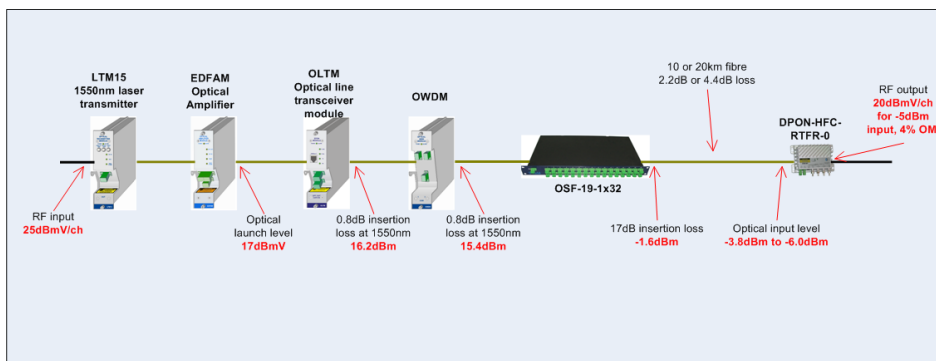 LTM15
1550nm laser
transmitter
EDFAM
Optical
Amplifier
OLTM
Optical line
transceiver
module
OWDM
10 or 20km fibre
2.2dB or 4.4dB loss
DPON-HFC-
RTFR-0
RF output
20dBmV/ch
for -5dBm
input, 4% OM
OSF-19-1x32
RF input
25dBmV/ch
Optical
launch level
17dBmV
0.8dB insertion
loss at 1550nm
16.2dBm
0.8dB insertion
loss at 1550nm
15.4dBm
17dB insertion loss
-1.6dBm
Optical input level
-3.8dBm to -6.0dBm